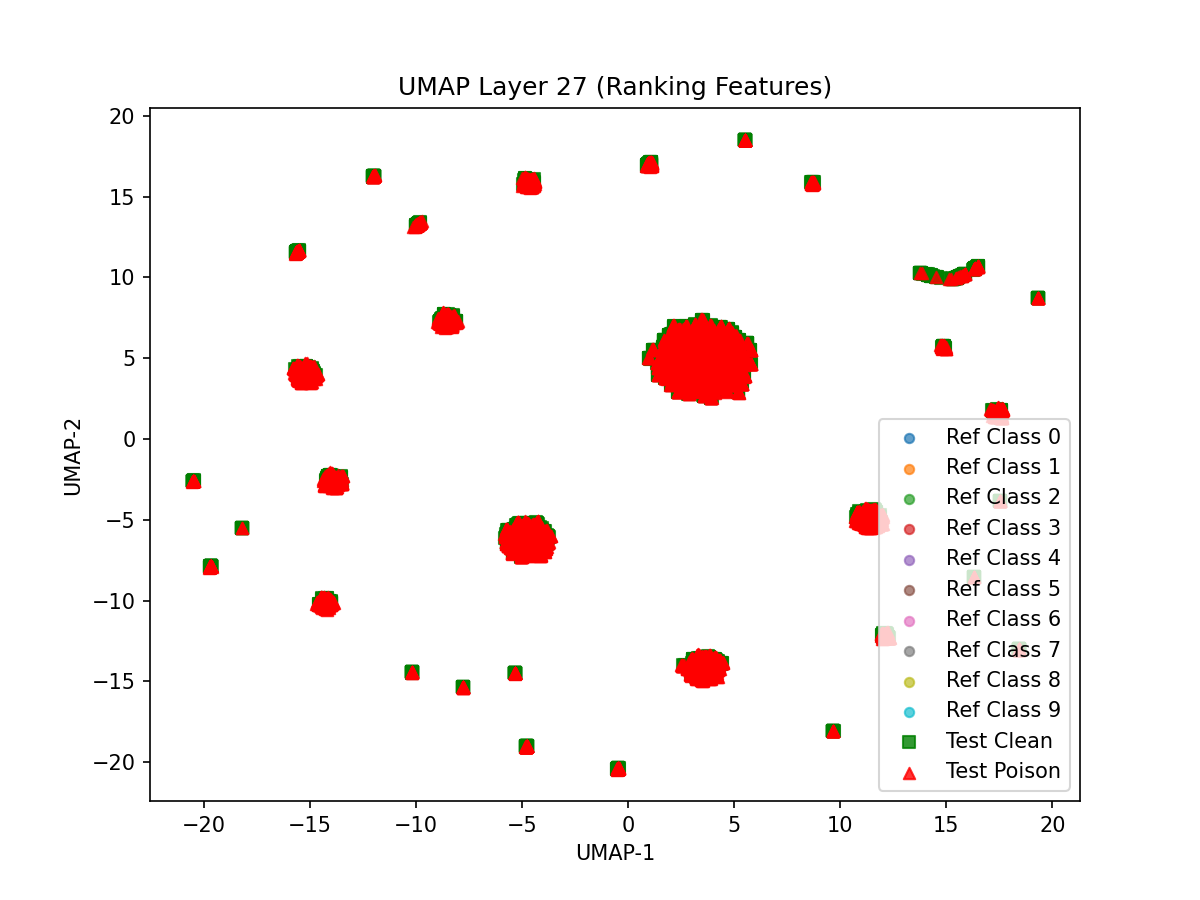 UMAP Layer 27 (Ranking Features)
20
15
10
5
0
−5
−10
−15
−20
UMAP-2
Ref Class 0
Ref Class 1
Ref Class 2
Ref Class 3
Ref Class 4
Ref Class 5
Ref Class 6
Ref Class 7
Ref Class 8
Ref Class 9
Test Clean
Test Poison
−20 −15 −10 −5 0 5 10 15 20
UMAP-1